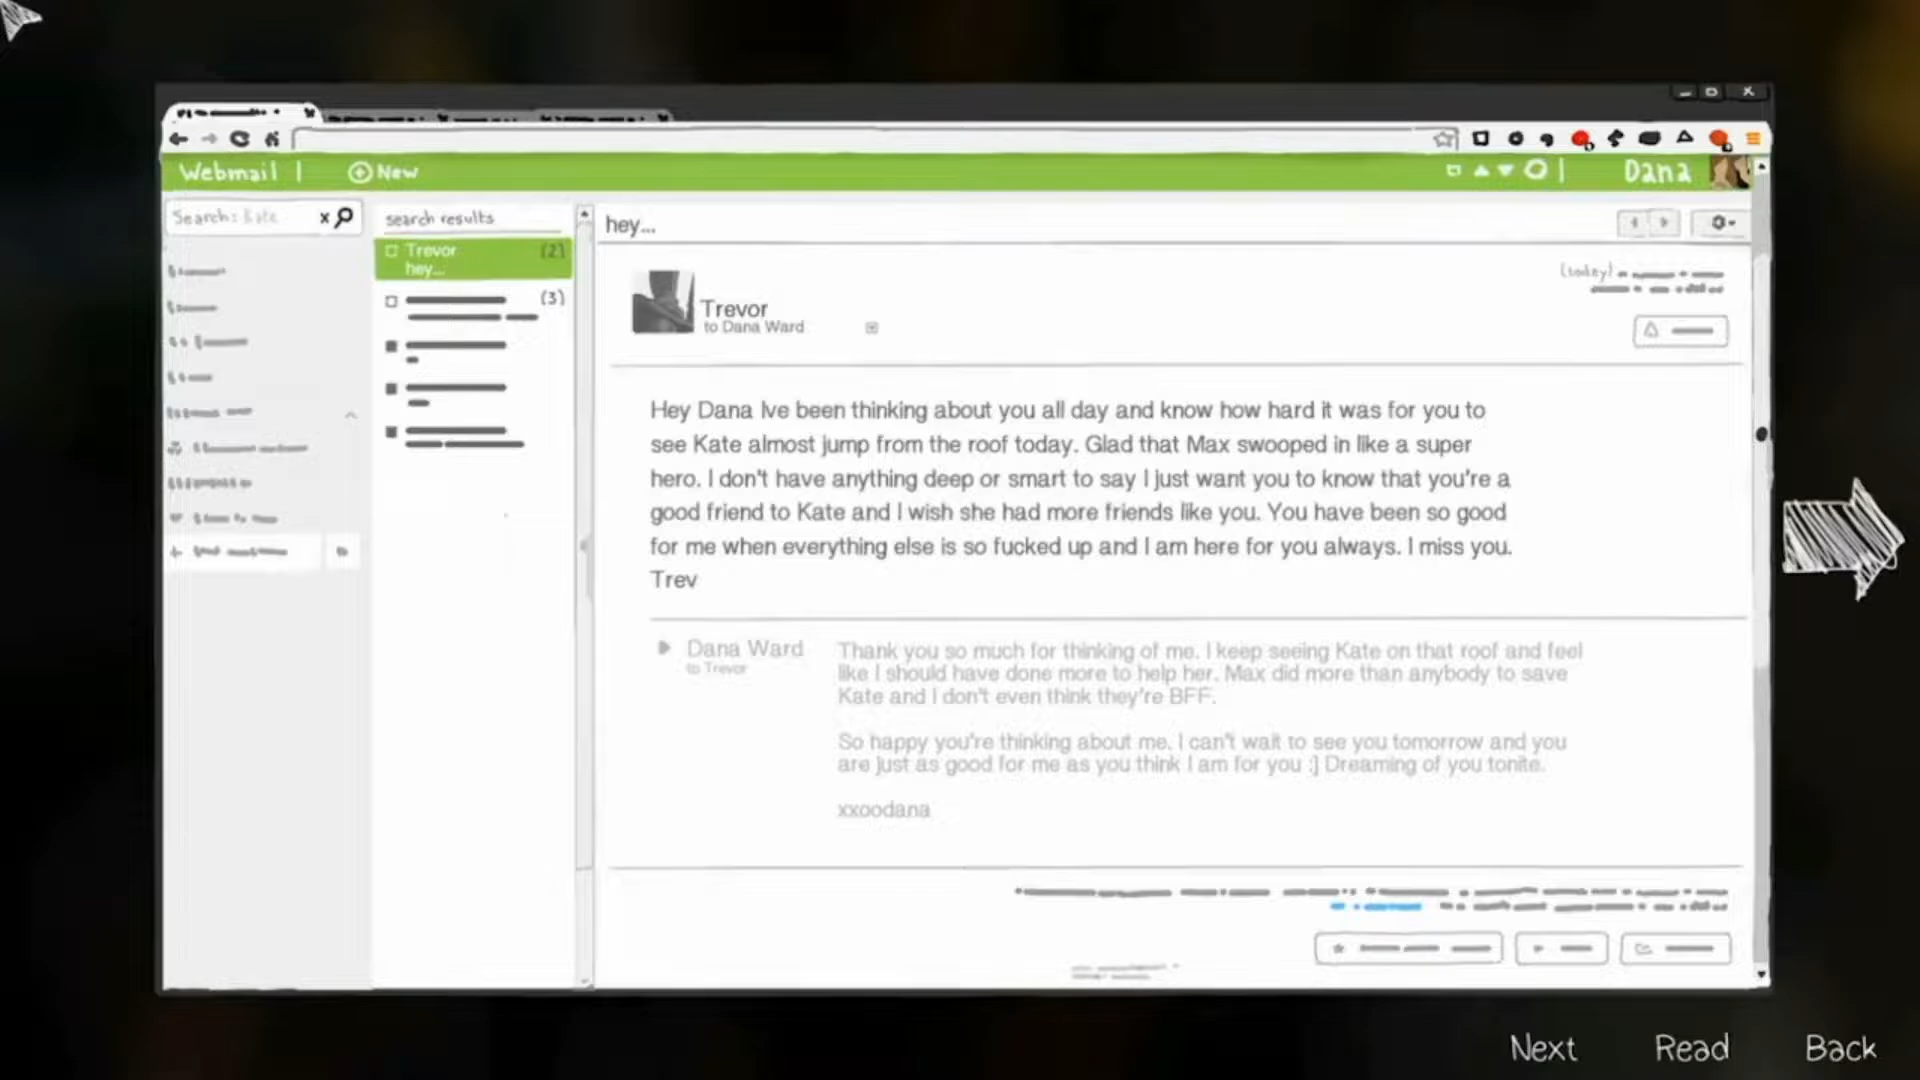 Webmail | New
Dana
Search: Kate x
search results
Trevor (2)
hey...
(3)
hey...
(today)
Trevor
to Dana Ward
Hey Dana Ive been thinking about you all day and know how hard it was for you to
see Kate almost jump from the roof today. Glad that Max swooped in like a super
hero. I don't have anything deep or smart to say I just want you to know that you're a
good friend to Kate and I wish she had more friends like you. You have been so good
for me when everything else is so fucked up and I am here for you always. I miss you.
Trev
Dana Ward
to Trevor
Thank you so much for thinking of me. I keep seeing Kate on that roof and feel
like I should have done more to help her. Max did more than anybody to save
Kate and I don't even think they're BFF.
So happy you're thinking about me. I can't wait to see you tomorrow and you
are just as good for me as you think I am for you :] Dreaming of you tonite.
xxoodana
Next Read Back